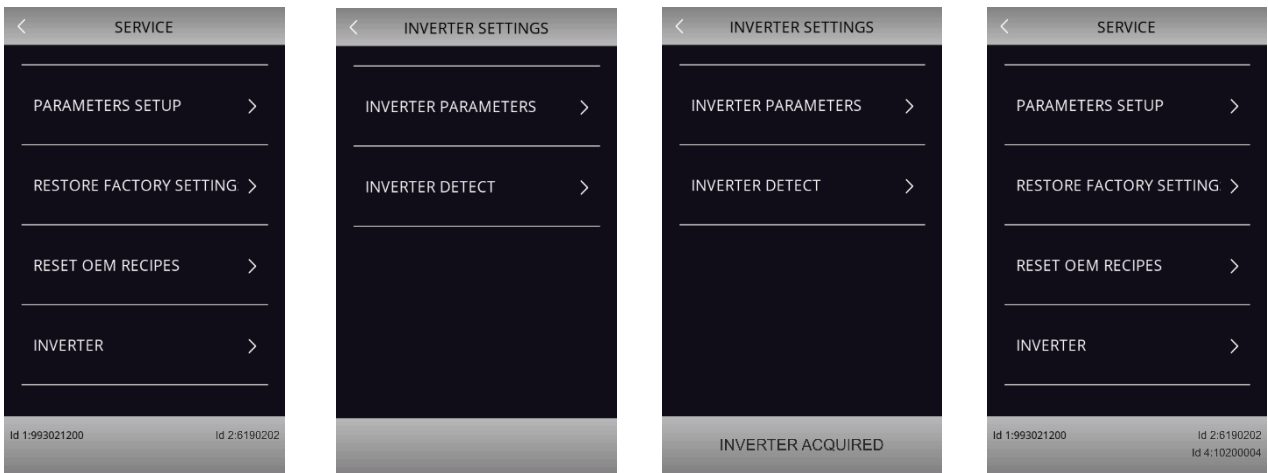 SERVICE
PARAMETERS SETUP
RESTORE FACTORY SETTING
RESET OEM RECIPES
INVERTER
Id 1:993021200
Id 2:6190202
INVERTER SETTINGS
INVERTER PARAMETERS
INVERTER DETECT
INVERTER SETTINGS
INVERTER PARAMETERS
INVERTER DETECT
INVERTER ACQUIRED
SERVICE
PARAMETERS SETUP
RESTORE FACTORY SETTING
RESET OEM RECIPES
INVERTER
Id 1:993021200
Id 2:6190202
Id 4:10200004